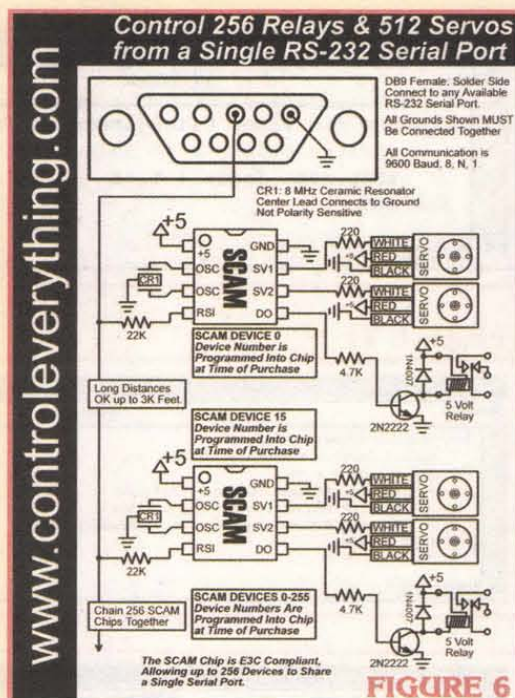 Control 256 Relays & 512 Servos
from a Single RS-232 Serial Port
www.controleverything.com
DB9 Female, Solder Side
Connect to any Available
RS-232 Serial Port.
All Grounds Shown MUST
Be Connected Together
All Communication is
9600 Baud, 8, N, 1.
CR1: 8 MHz Ceramic Resonator
Center Lead Connects to Ground
Not Polarity Sensitive
+5
+5
OSC
OSC
RSI
SCAM
GND
SV1
SV2
DO
CR1
22K
220
WHITE
RED
BLACK
SERVO
+5
220
WHITE
RED
BLACK
SERVO
+5
SCAM DEVICE 0
Device Number is
Programmed Into Chip
at Time of Purchase
4.7K
+5
1N4007
2N2222
5 Volt
Relay
Long Distances
OK up to 3K Feet.
SCAM DEVICE 15
Device Number is
Programmed Into Chip
at Time of Purchase
+5
+5
OSC
OSC
RSI
SCAM
GND
SV1
SV2
DO
CR1
22K
220
WHITE
RED
BLACK
SERVO
+5
220
WHITE
RED
BLACK
SERVO
+5
SCAM DEVICES 0-255
Device Numbers Are
Programmed Into Chip
at Time of Purchase
4.7K
+5
1N4007
2N2222
5 Volt
Relay
Chain 256 SCAM
Chips Together
The SCAM Chip is E3C Compliant,
Allowing up to 256 Devices to Share
a Single Serial Port.
FIGURE 6